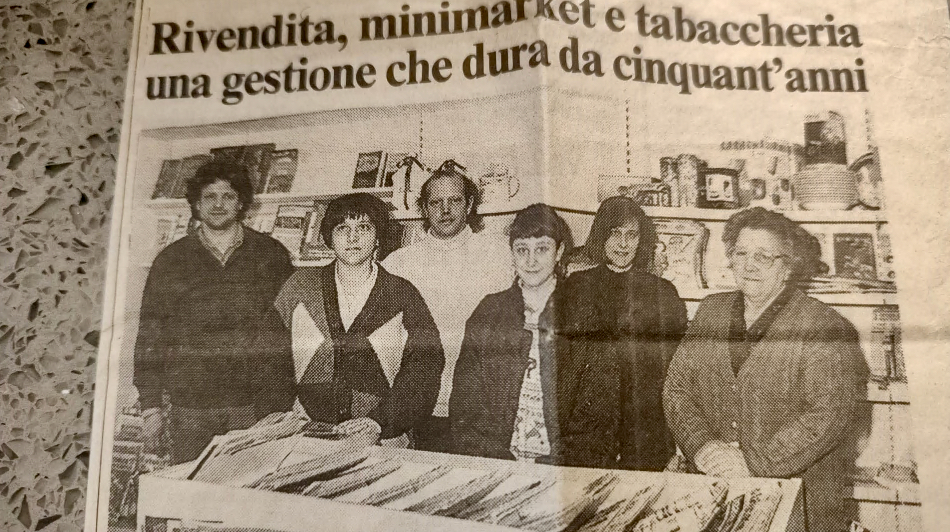 Rivendita, minimarket e tabaccheria
una gestione che dura da cinquant'anni